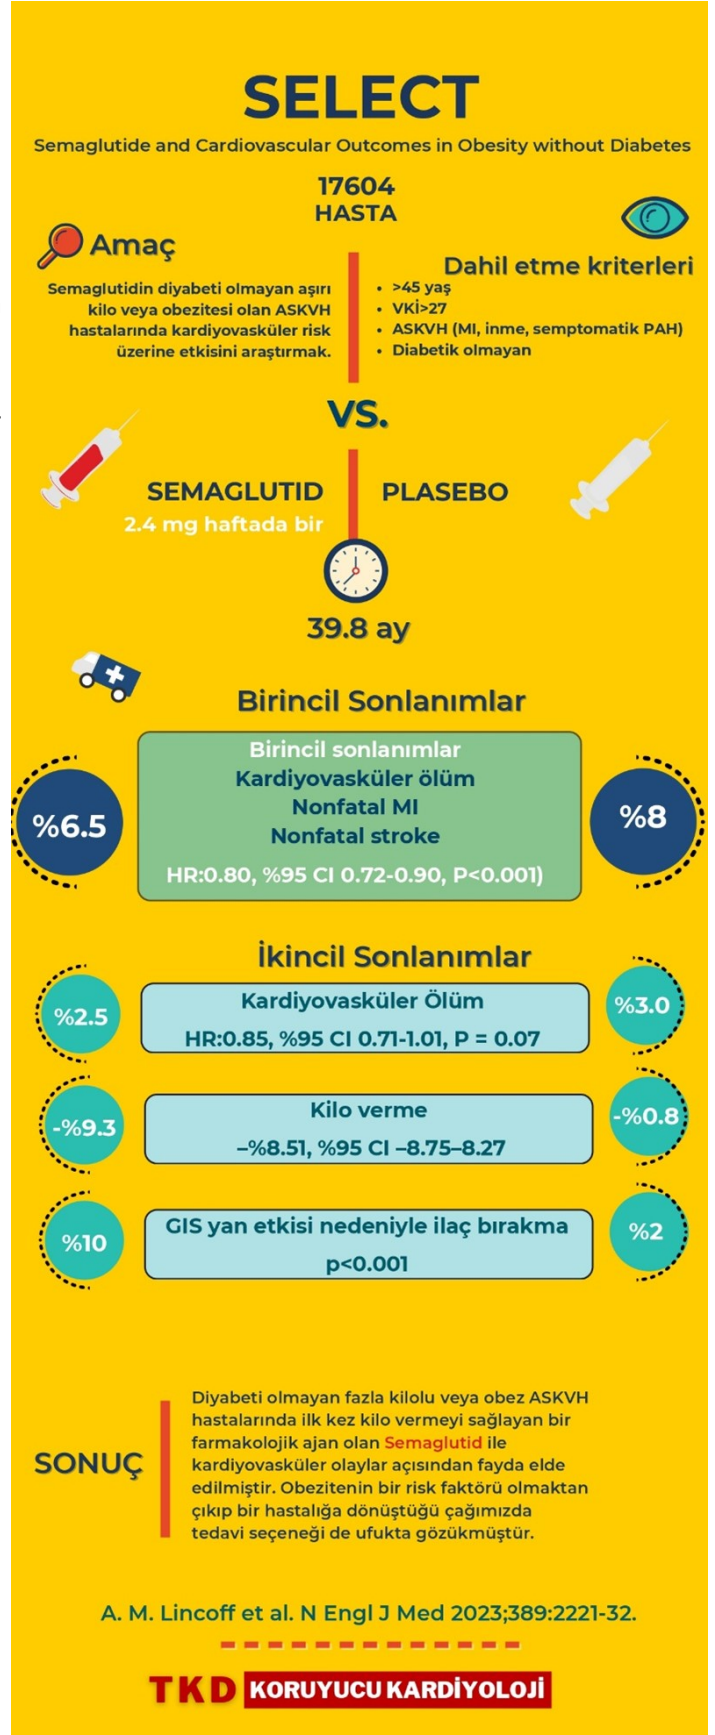 SELECT
Semaglutide and Cardiovascular Outcomes in Obesity without Diabetes
17604
HASTA
Amaç
Semaglutidin diyabeti olmayan aşırı
kilo veya obezitesi olan ASKVH
hastalarında kardiyovasküler risk
üzerine etkisini araştırmak.
Dahil etme kriterleri
• >45 yaş
• VKİ>27
• ASKVH (MI, inme, semptomatik PAH)
• Diabetik olmayan
VS.
SEMAGLUTID
2.4 mg haftada bir
PLASEBO
39.8 ay
Birincil Sonlanımlar
%6.5
Birincil sonlanımlar
Kardiyovasküler ölüm
Nonfatal MI
Nonfatal stroke
HR:0.80, %95 CI 0.72-0.90, P<0.001)
%8
İkincil Sonlanımlar
%2.5
Kardiyovasküler Ölüm
HR:0.85, %95 CI 0.71-1.01, P = 0.07
%3.0
-%9.3
Kilo verme
–%8.51, %95 CI –8.75–8.27
-%0.8
%10
GIS yan etkisi nedeniyle ilaç bırakma
p<0.001
%2
SONUÇ
Diyabeti olmayan fazla kilolu veya obez ASKVH
hastalarında ilk kez kilo vermeyi sağlayan bir
farmakolojik ajan olan Semaglutid ile
kardiyovasküler olaylar açısından fayda elde
edilmiştir. Obezitenin bir risk faktörü olmaktan
çıkıp bir hastalığa dönüştüğü çağımızda
tedavi seçeneği de ufukta gözükmüştür.
A. M. Lincoff et al. N Engl J Med 2023;389:2221-32.
TKD KORUYUCU KARDİYOLOJİ